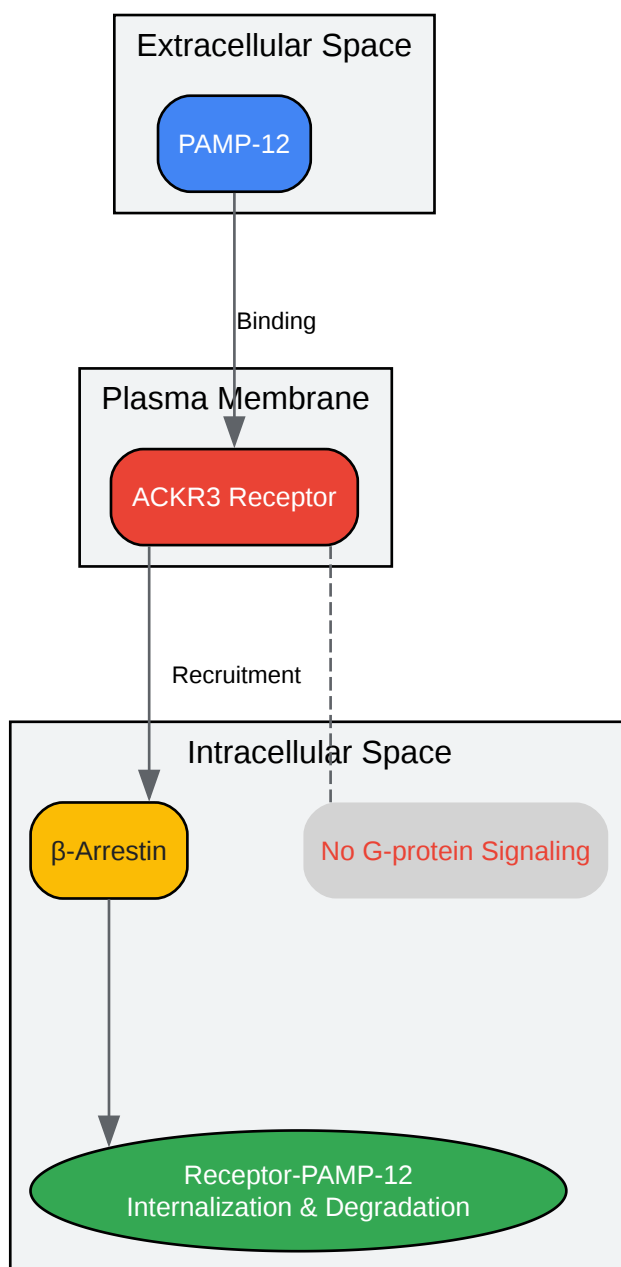 Extracellular Space
PAMP-12
Binding
Plasma Membrane
ACKR3 Receptor
Recruitment
Intracellular Space
β-Arrestin
No G-protein Signaling
Receptor-PAMP-12
Internalization & Degradation